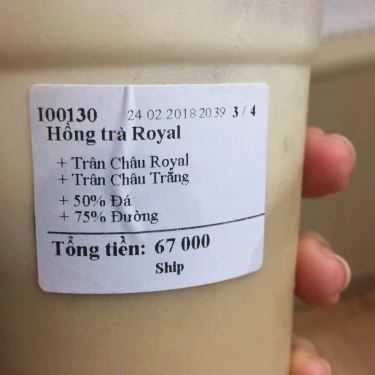 I00130 24 02.2018 20.39 3 / 4
Hồng trà Royal
+ Trân Châu Royal
+ Trân Châu Trắng
+ 50% Đá
+ 75% Đường
Tổng tiền: 67 000
Ship